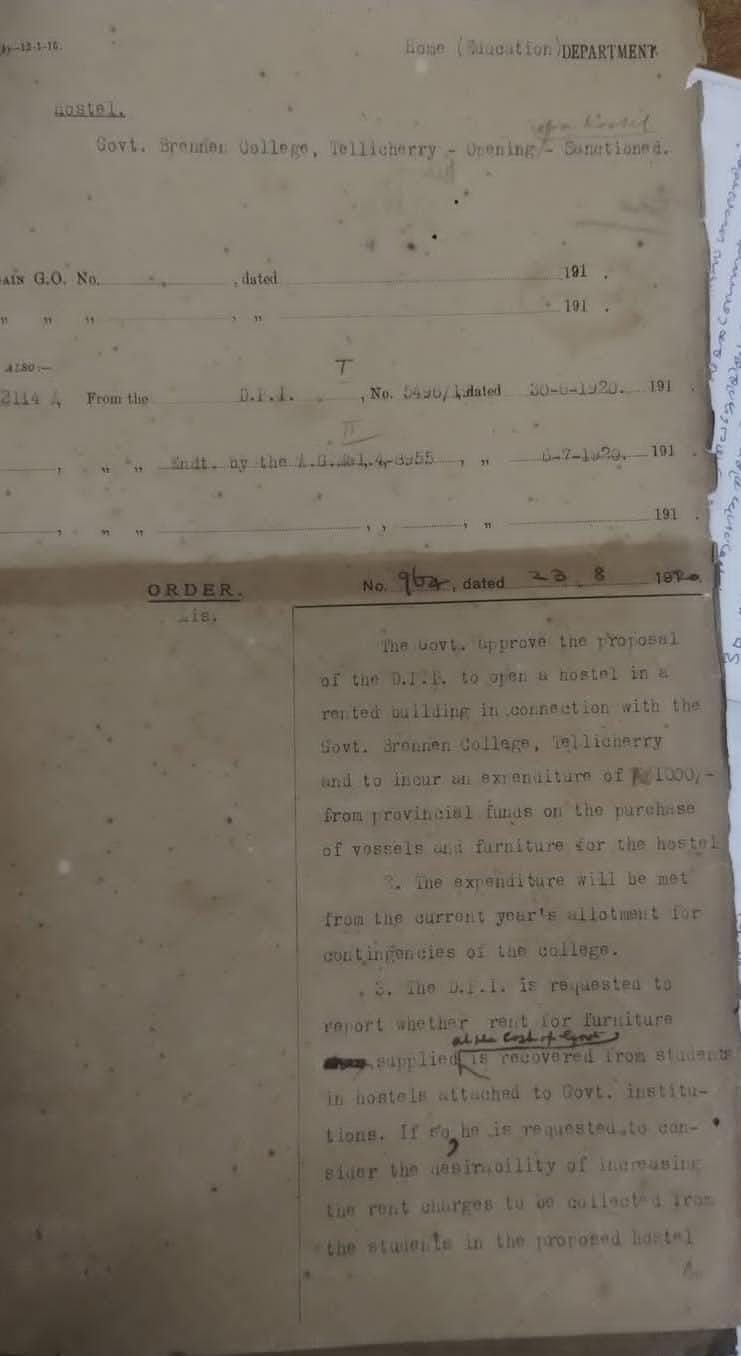 -12-1-16.
Home (Education) DEPARTMENT
Hostel.
open hostel
Govt. Brennen College, Tellicherry - Opening - Sanctioned.
AIN G.O. No. , dated 191 .
„ „ „ , „ 191 .
ALSO:—
I
2114 A, From the D.P.I. , No. 5496/ , dated 30-6-1920. 191 .
II
, „ „ Endt. by the A.G. 4-8955 , „ 6-7-1920. 191 .
, „ „ , , , „ 191 .
ORDER. No. 964, dated 23 . 8 1920.
Mis.
The Govt. approve the proposal
of the D.P.I. to open a hostel in a
rented building in connection with the
Govt. Brennen College, Tellicherry
and to incur an expenditure of Rs 1000/-
from provincial funds on the purchase
of vessels and furniture for the hostel
2. The expenditure will be met
from the current year's allotment for
contingencies of the college.
3. The D.P.I. is requested to
report whether rent for furniture
at the cost of Govt
supplied is recovered from students
in hostels attached to Govt. institu-
tions. If so, he is requested to con-
sider the desirability of increasing
the rent charges to be collected from
the students in the proposed hostel